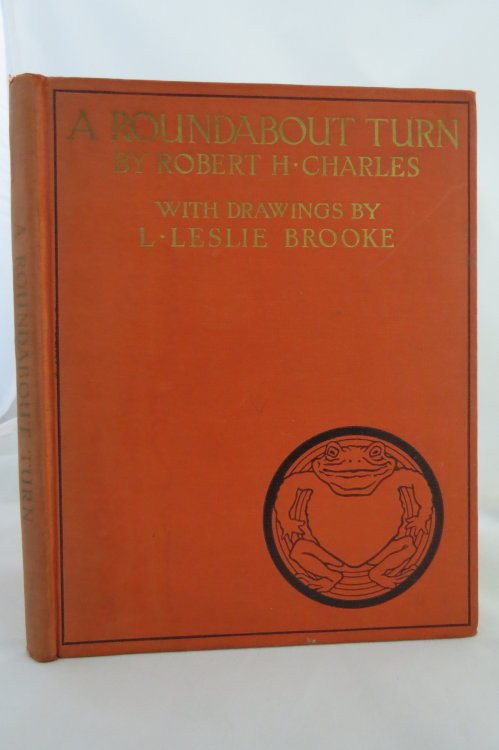 A ROUNDABOUT TURN
BY ROBERT H·CHARLES
WITH DRAWINGS BY
L·LESLIE BROOKE
A ROUNDABOUT TURN